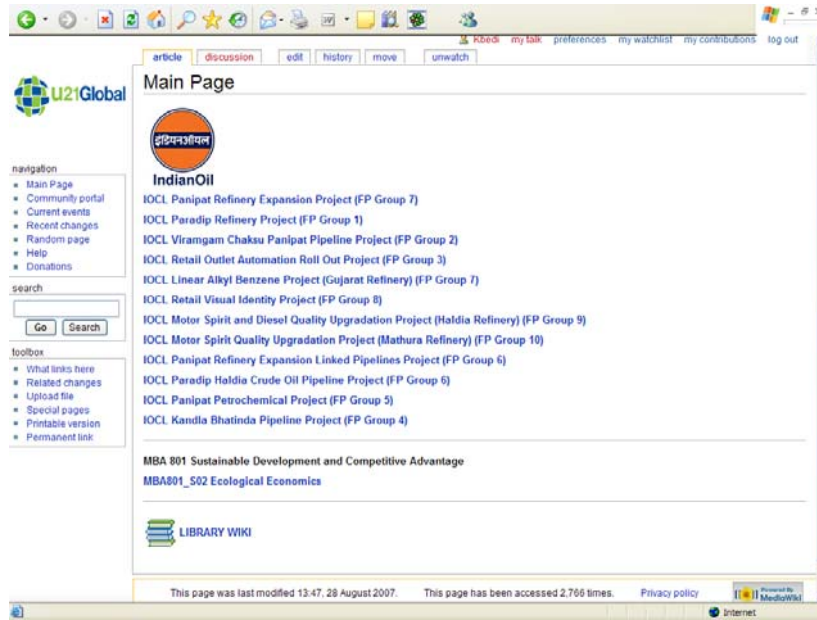 Kbedi my talk preferences my watchlist my contributions log out
article discussion edit history move unwatch
U21Global
Main Page
इंडियनऑयल
IndianOil
IOCL Panipat Refinery Expansion Project (FP Group 7)
IOCL Paradip Refinery Project (FP Group 1)
IOCL Viramgam Chaksu Panipat Pipeline Project (FP Group 2)
IOCL Retail Outlet Automation Roll Out Project (FP Group 3)
IOCL Linear Alkyl Benzene Project (Gujarat Refinery) (FP Group 7)
IOCL Retail Visual Identity Project (FP Group 8)
IOCL Motor Spirit and Diesel Quality Upgradation Project (Haldia Refinery) (FP Group 9)
IOCL Motor Spirit Quality Upgradation Project (Mathura Refinery) (FP Group 10)
IOCL Panipat Refinery Expansion Linked Pipelines Project (FP Group 6)
IOCL Paradip Haldia Crude Oil Pipeline Project (FP Group 6)
IOCL Panipat Petrochemical Project (FP Group 5)
IOCL Kandla Bhatinda Pipeline Project (FP Group 4)
MBA 801 Sustainable Development and Competitive Advantage
MBA801_S02 Ecological Economics
LIBRARY WIKI
navigation
Main Page
Community portal
Current events
Recent changes
Random page
Help
Donations
search
Go Search
toolbox
What links here
Related changes
Upload file
Special pages
Printable version
Permanent link
This page was last modified 13:47, 28 August 2007. This page has been accessed 2,766 times. Privacy policy
Powered By
MediaWiki
Internet